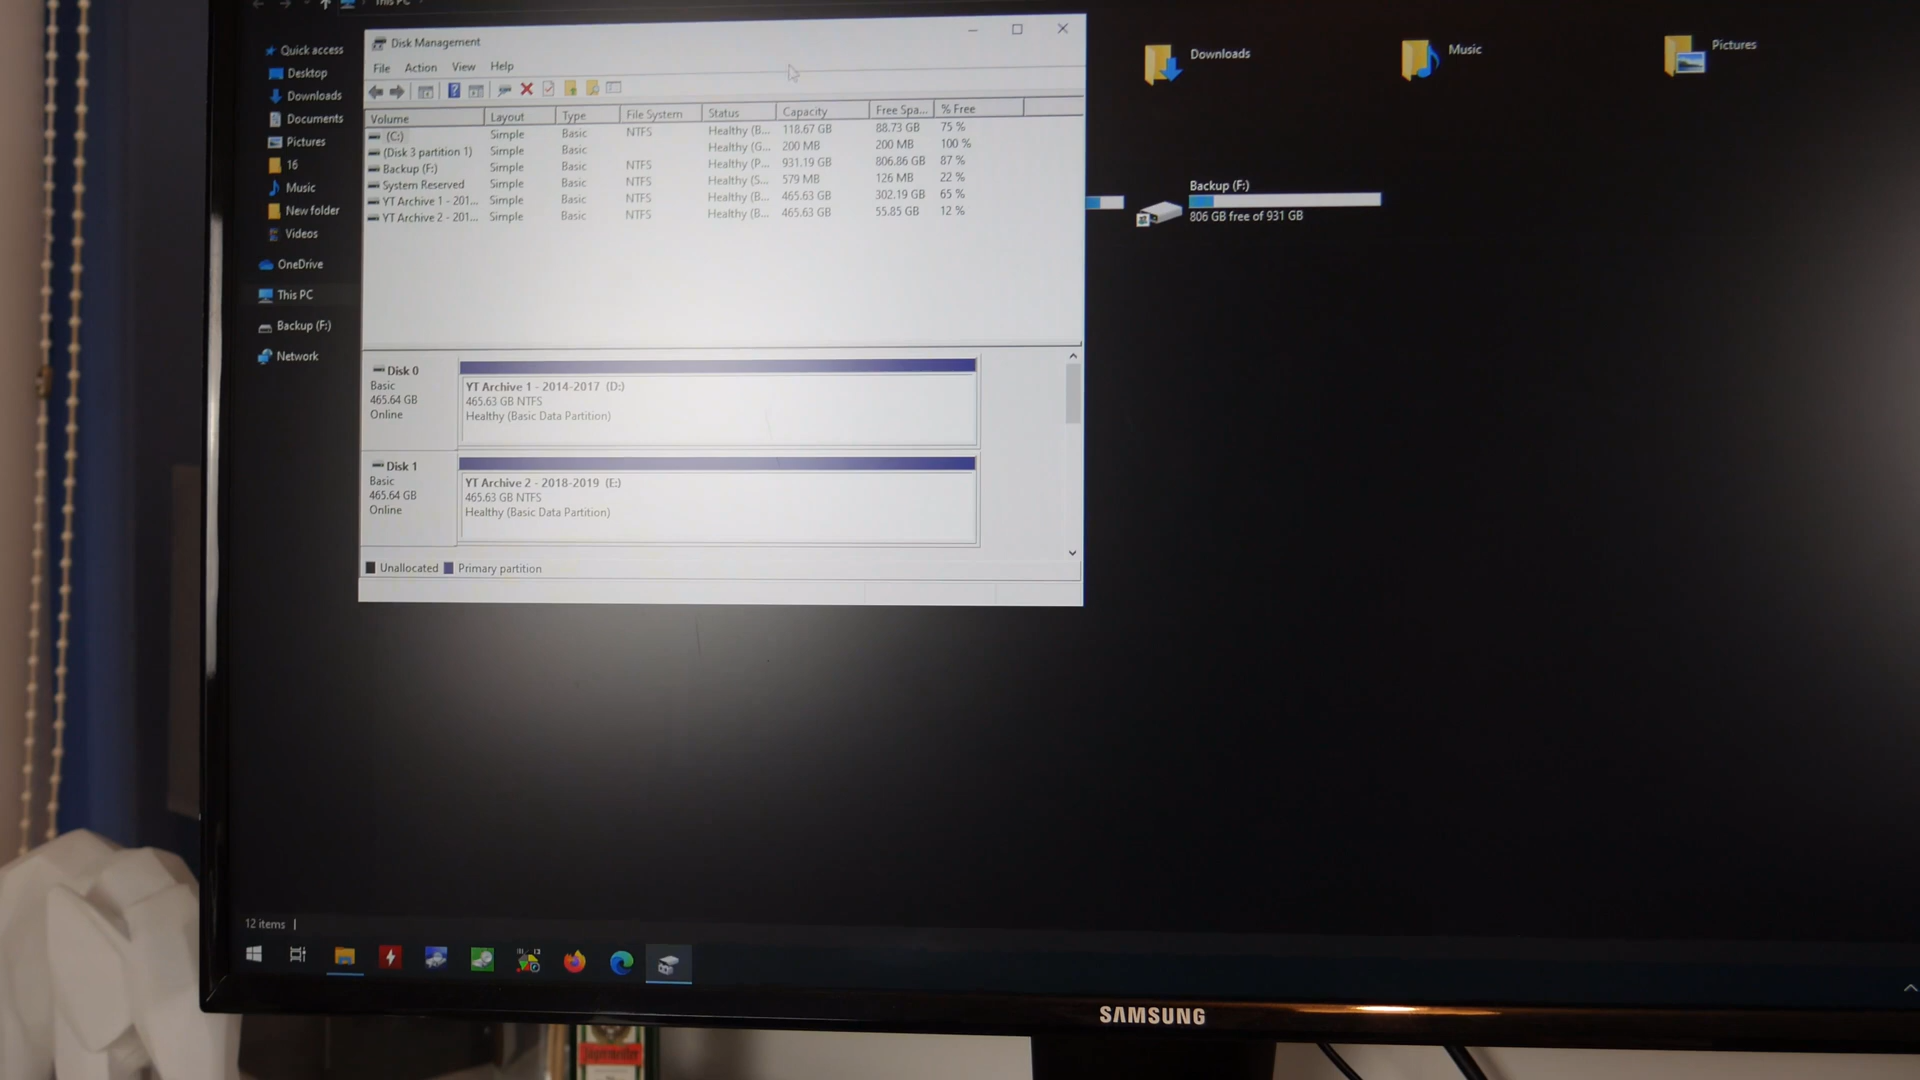 This PC
Quick access
Desktop
Downloads
Documents
Pictures
16
Music
New folder
Videos
OneDrive
This PC
Backup (F:)
Network
Disk Management
File Action View Help
Volume Layout Type File System Status Capacity Free Spa... % Free
(C:) Simple Basic NTFS Healthy (B... 118.67 GB 88.73 GB 75 %
(Disk 3 partition 1) Simple Basic Healthy (G... 200 MB 200 MB 100 %
Backup (F:) Simple Basic NTFS Healthy (P... 931.19 GB 806.86 GB 87 %
System Reserved Simple Basic NTFS Healthy (S... 579 MB 126 MB 22 %
YT Archive 1 - 201... Simple Basic NTFS Healthy (B... 465.63 GB 302.19 GB 65 %
YT Archive 2 - 201... Simple Basic NTFS Healthy (B... 465.63 GB 55.85 GB 12 %
Disk 0
Basic
465.64 GB
Online
YT Archive 1 - 2014-2017 (D:)
465.63 GB NTFS
Healthy (Basic Data Partition)
Disk 1
Basic
465.64 GB
Online
YT Archive 2 - 2018-2019 (E:)
465.63 GB NTFS
Healthy (Basic Data Partition)
Unallocated Primary partition
Downloads
Music
Pictures
Backup (F:)
806 GB free of 931 GB
12 items
SAMSUNG
Jägermeister